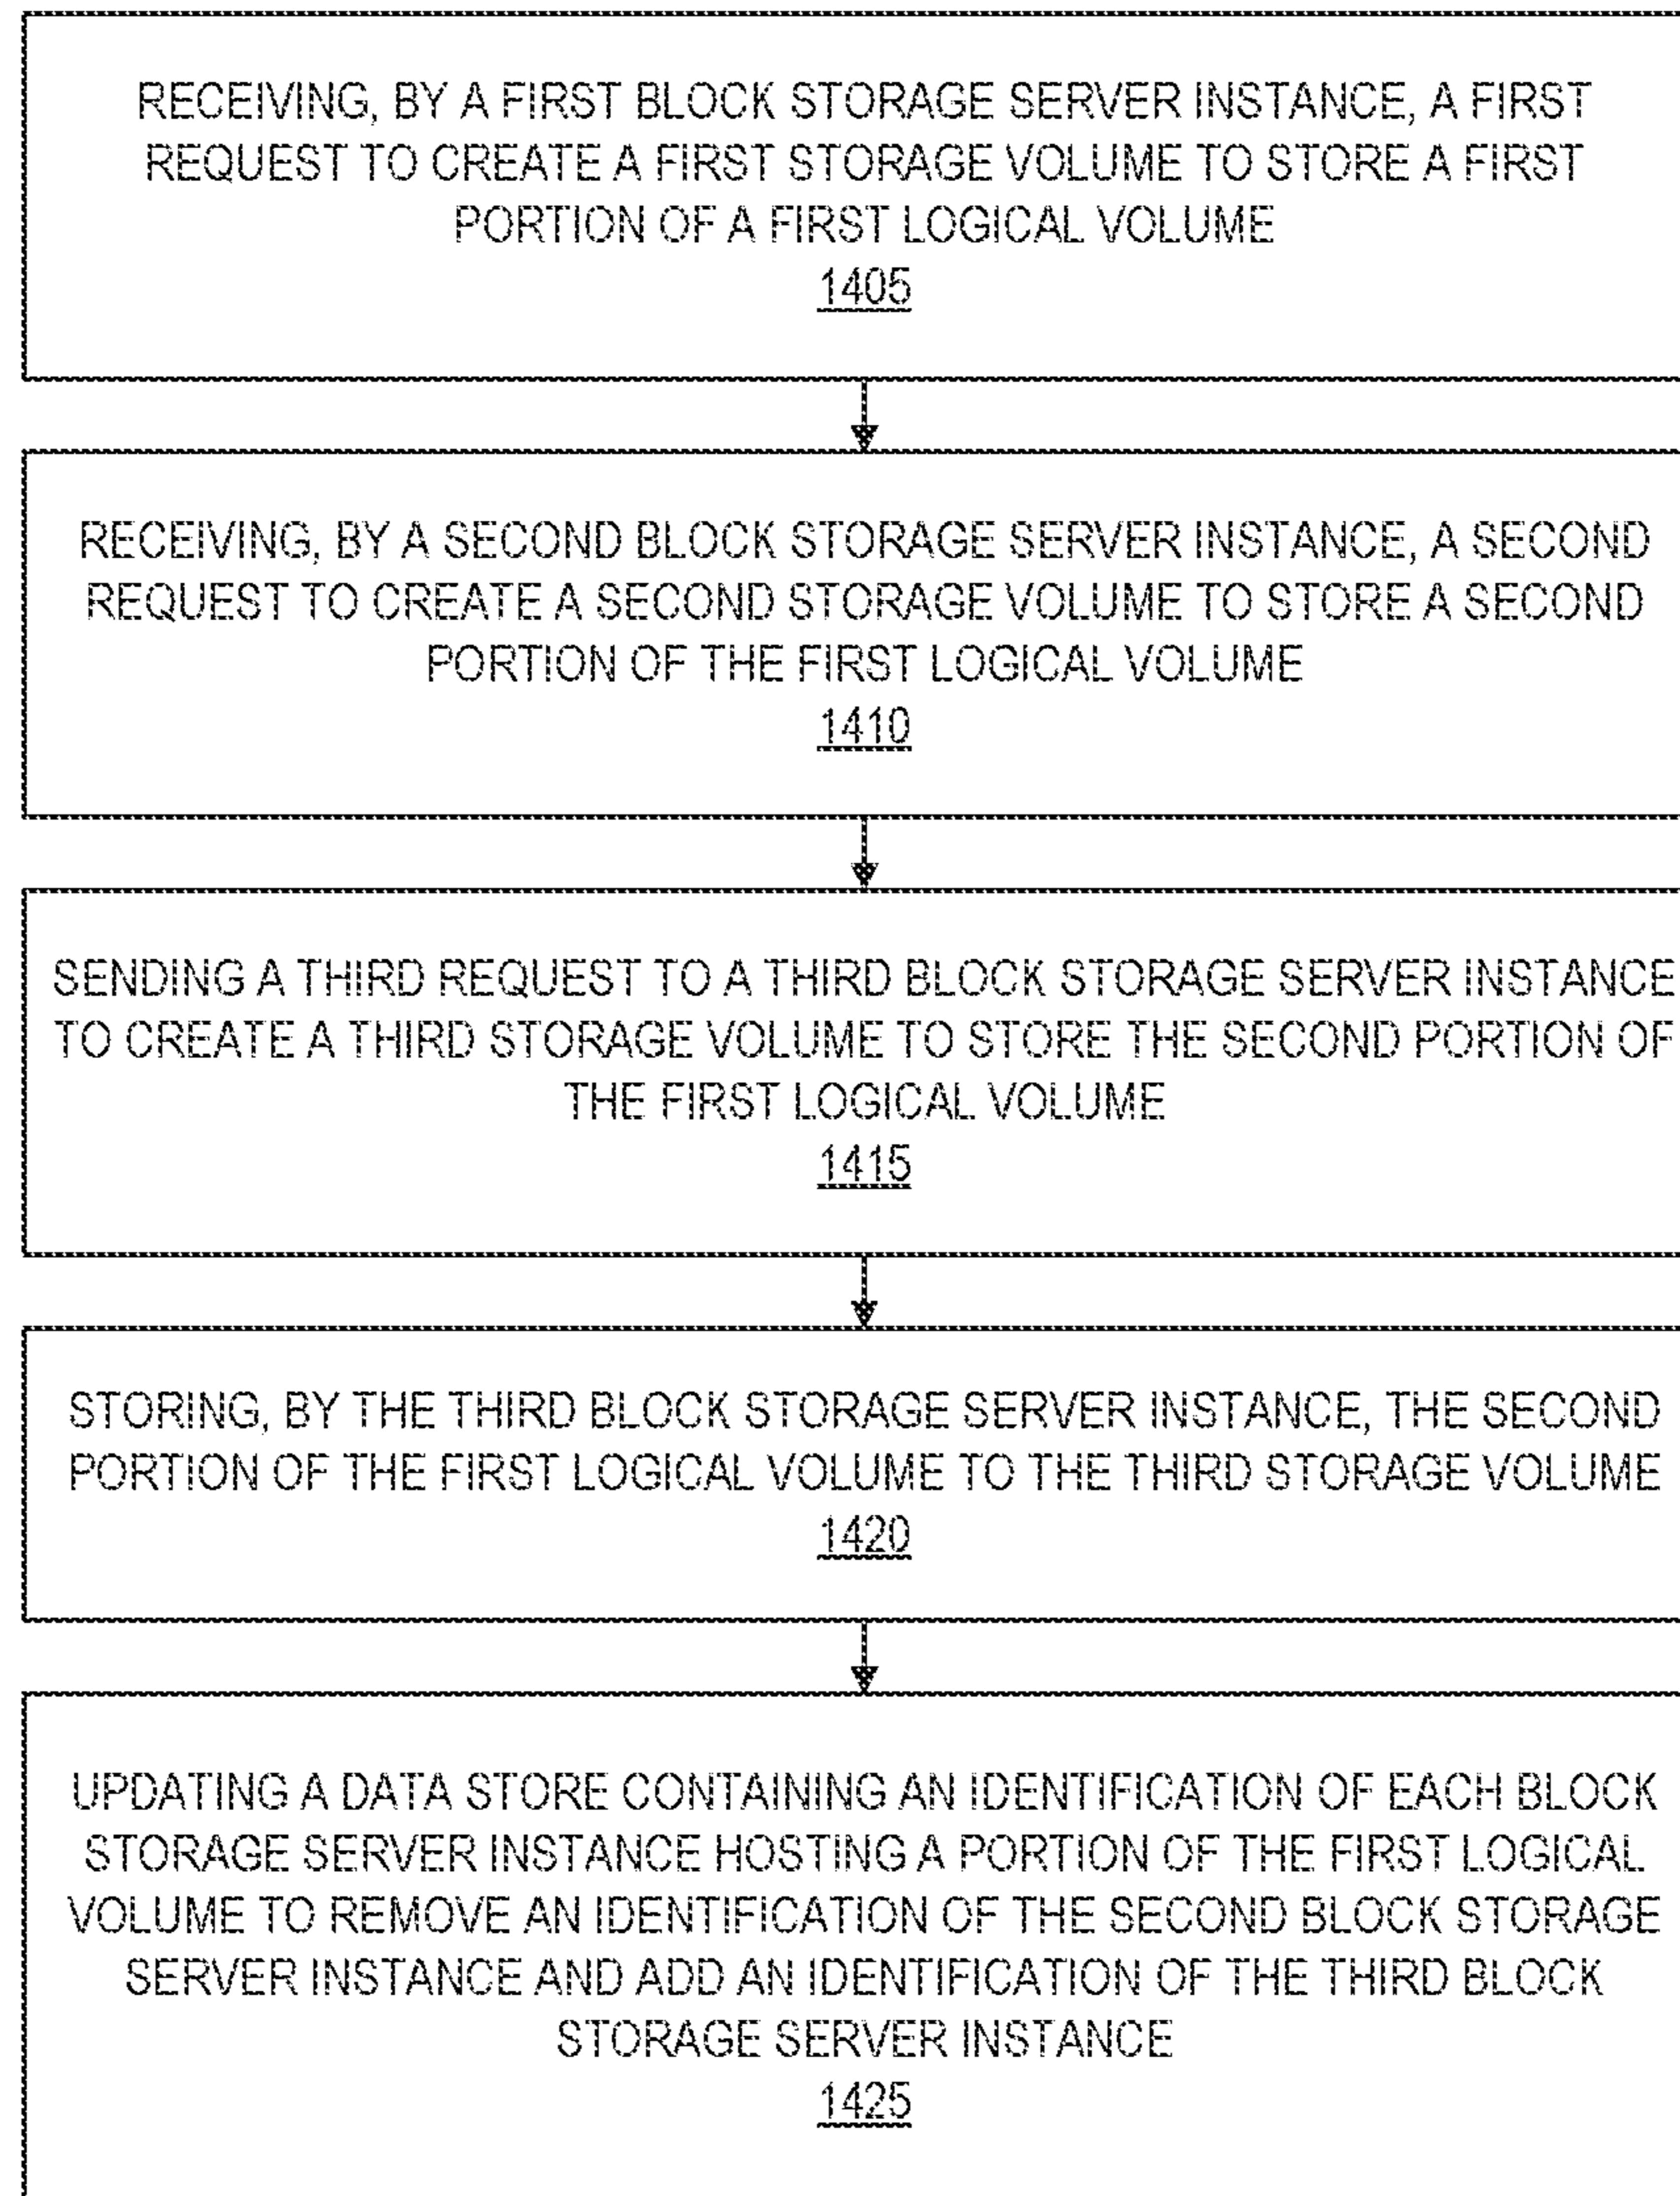 RECEIVING, BY A FIRST BLOCK STORAGE SERVER INSTANCE, A FIRST
REQUEST TO CREATE A FIRST STORAGE VOLUME TO STORE A FIRST
PORTION OF A FIRST LOGICAL VOLUME
1405
RECEIVING, BY A SECOND BLOCK STORAGE SERVER INSTANCE, A SECOND
REQUEST TO CREATE A SECOND STORAGE VOLUME TO STORE A SECOND
PORTION OF THE FIRST LOGICAL VOLUME
1410
SENDING A THIRD REQUEST TO A THIRD BLOCK STORAGE SERVER INSTANCE
TO CREATE A THIRD STORAGE VOLUME TO STORE THE SECOND PORTION OF
THE FIRST LOGICAL VOLUME
1415
STORING, BY THE THIRD BLOCK STORAGE SERVER INSTANCE, THE SECOND
PORTION OF THE FIRST LOGICAL VOLUME TO THE THIRD STORAGE VOLUME
1420
UPDATING A DATA STORE CONTAINING AN IDENTIFICATION OF EACH BLOCK
STORAGE SERVER INSTANCE HOSTING A PORTION OF THE FIRST LOGICAL
VOLUME TO REMOVE AN IDENTIFICATION OF THE SECOND BLOCK STORAGE
SERVER INSTANCE AND ADD AN IDENTIFICATION OF THE THIRD BLOCK
STORAGE SERVER INSTANCE
1425